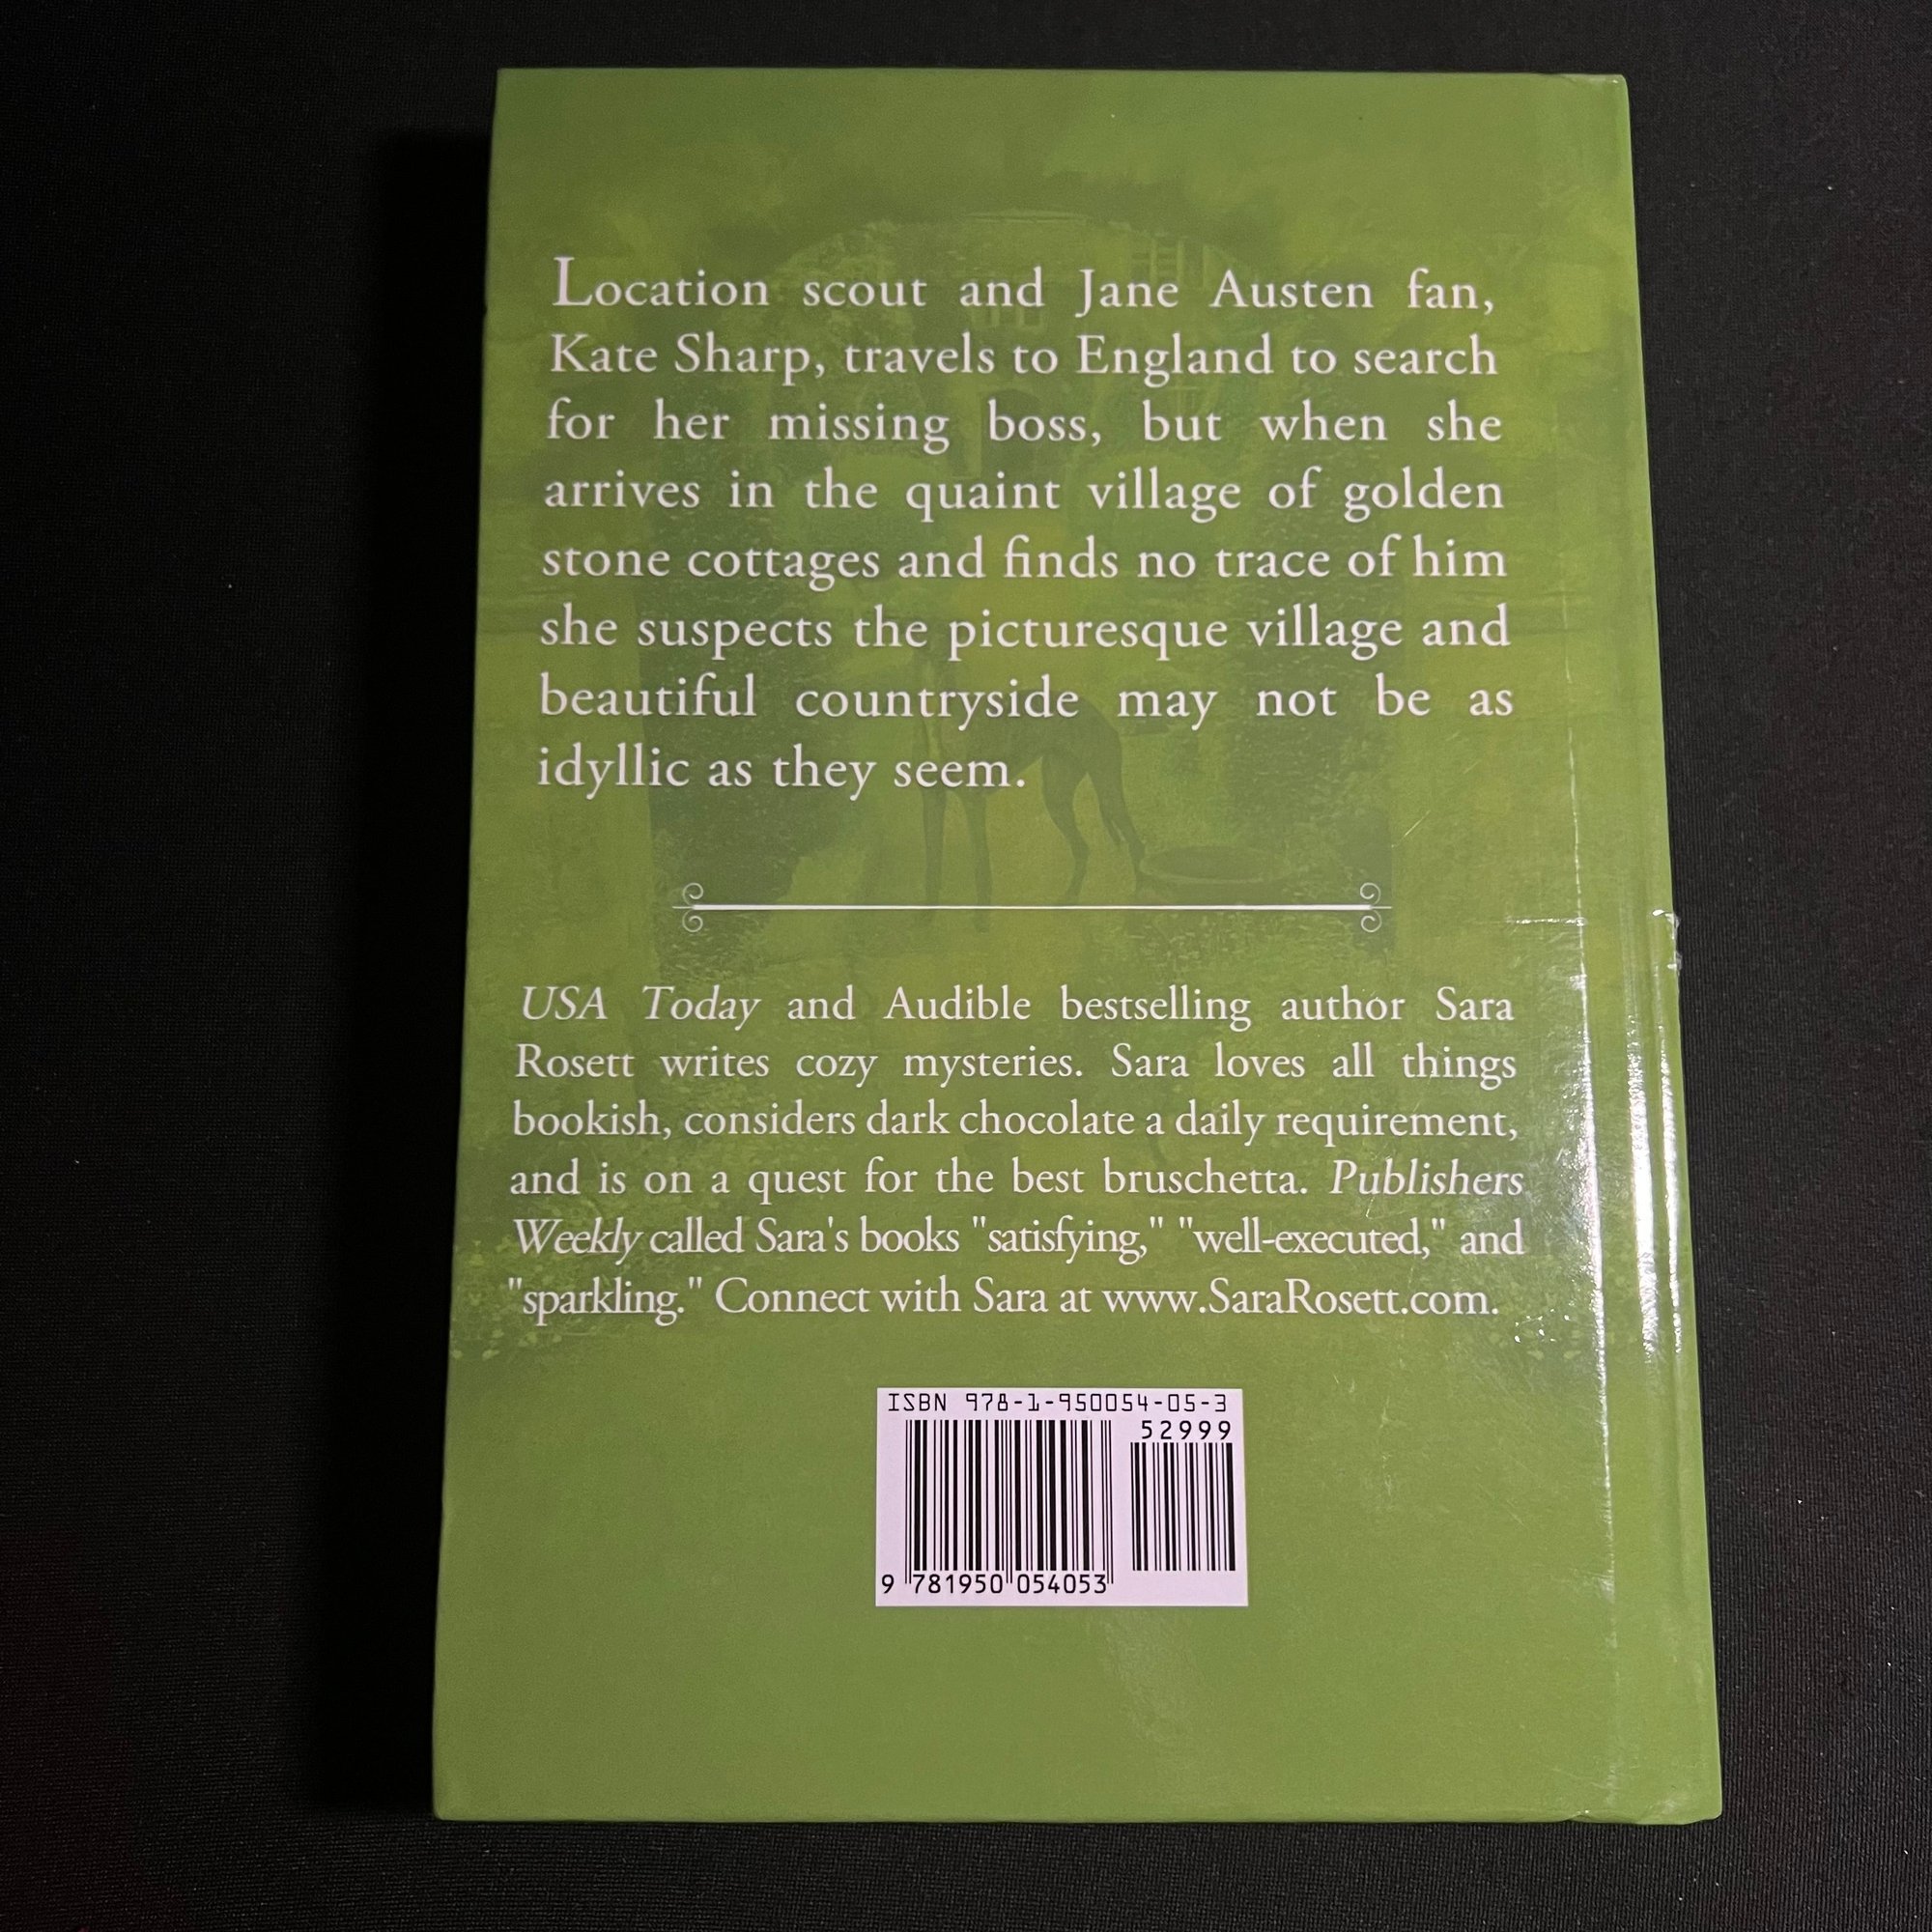 Location scout and Jane Austen fan,
Kate Sharp, travels to England to search
for her missing boss, but when she
arrives in the quaint village of golden
stone cottages and finds no trace of him
she suspects the picturesque village and
beautiful countryside may not be as
idyllic as they seem.
USA Today and Audible bestselling author Sara
Rosett writes cozy mysteries. Sara loves all things
bookish, considers dark chocolate a daily requirement,
and is on a quest for the best bruschetta. Publishers
Weekly called Sara's books "satisfying," "well-executed," and
"sparkling." Connect with Sara at www.SaraRosett.com.
ISBN 978-1-950054-05-3
52999
9 781950 054053